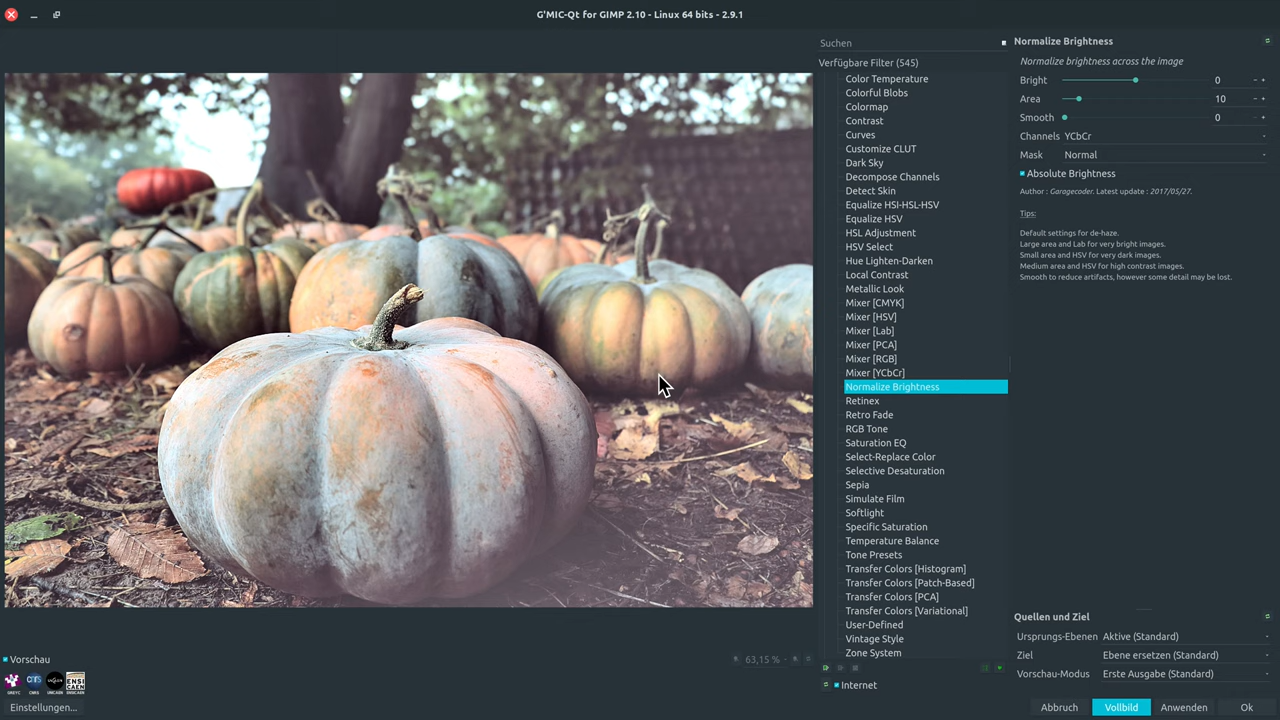 G'MIC-Qt for GIMP 2.10 - Linux 64 bits - 2.9.1
Suchen
Verfügbare Filter (545)
Color Temperature
Colorful Blobs
Colormap
Contrast
Curves
Customize CLUT
Dark Sky
Decompose Channels
Detect Skin
Equalize HSI-HSL-HSV
Equalize HSV
HSL Adjustment
HSV Select
Hue Lighten-Darken
Local Contrast
Metallic Look
Mixer [CMYK]
Mixer [HSV]
Mixer [Lab]
Mixer [PCA]
Mixer [RGB]
Mixer [YCbCr]
Normalize Brightness
Retinex
Retro Fade
RGB Tone
Saturation EQ
Select-Replace Color
Selective Desaturation
Sepia
Simulate Film
Softlight
Specific Saturation
Temperature Balance
Tone Presets
Transfer Colors [Histogram]
Transfer Colors [Patch-Based]
Transfer Colors [PCA]
Transfer Colors [Variational]
User-Defined
Vintage Style
Zone System
Internet
Normalize Brightness
Normalize brightness across the image
Bright 0 - +
Area 10 - +
Smooth 0 - +
Channels YCbCr
Mask Normal
Absolute Brightness
Author : Garagecoder. Latest update : 2017/05/27.
Tips:
Default settings for de-haze.
Large area and Lab for very bright images.
Small area and HSV for very dark images.
Medium area and HSV for high contrast images.
Smooth to reduce artifacts, however some detail may be lost.
Quellen und Ziel
Ursprungs-Ebenen Aktive (Standard)
Ziel Ebene ersetzen (Standard)
Vorschau-Modus Erste Ausgabe (Standard)
Vorschau
63,15 %
GREYC CNRS UNICAEN ENSICAEN
Einstellungen...
Abbruch Vollbild Anwenden Ok